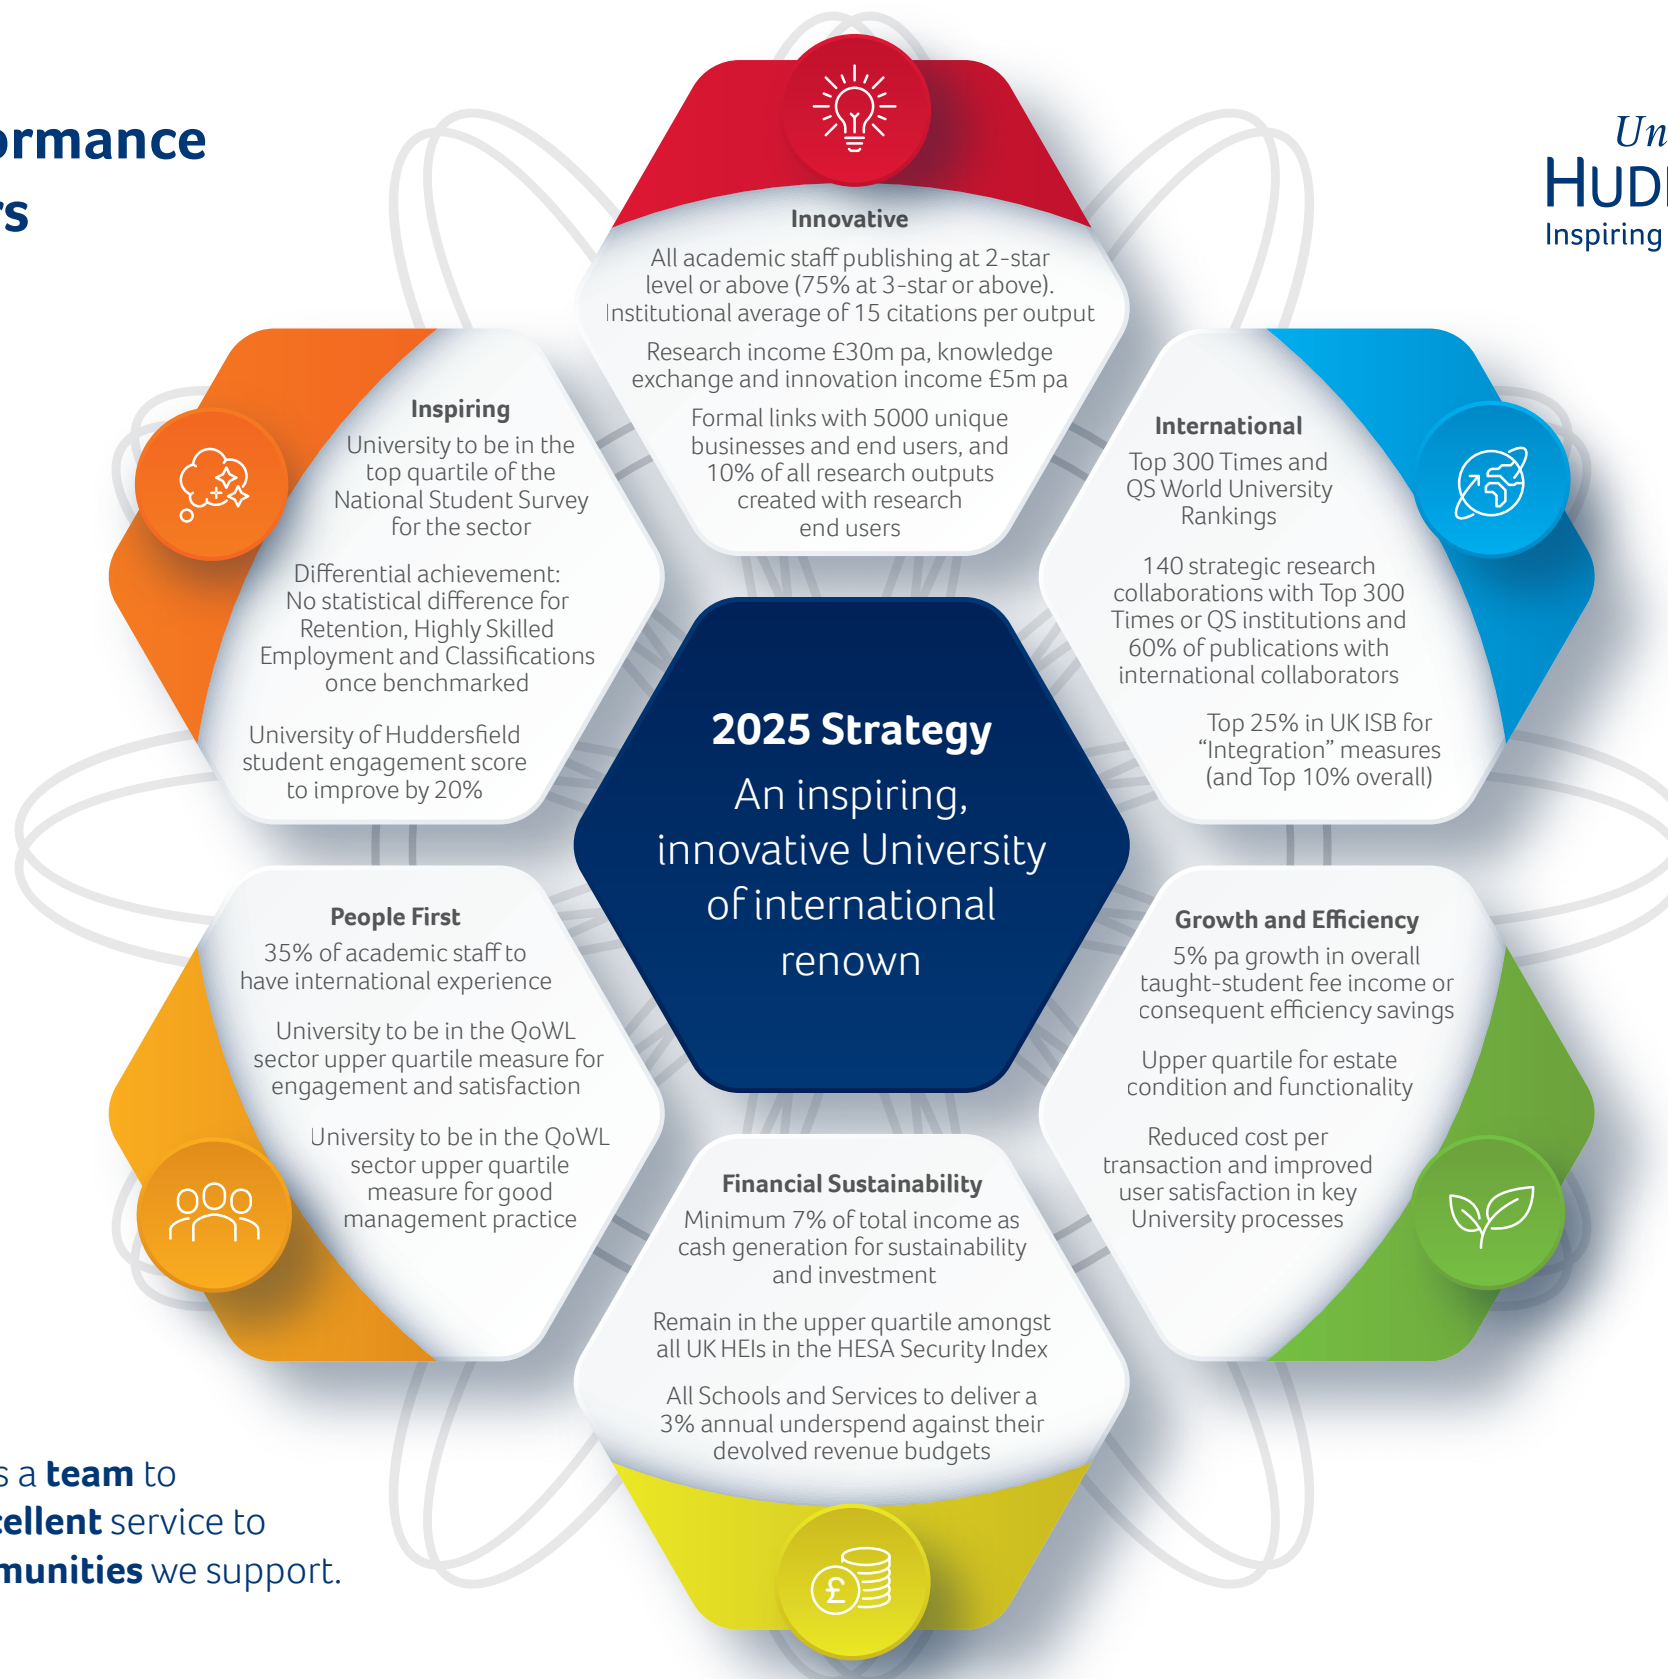 ormance
rs
Un
HUD
Inspiring
Innovative
All academic staff publishing at 2-star
level or above (75% at 3-star or above).
Institutional average of 15 citations per output
Research income £30m pa, knowledge
exchange and innovation income £5m pa
Formal links with 5000 unique
businesses and end users, and
10% of all research outputs
created with research
end users
Inspiring
University to be in the
top quartile of the
National Student Survey
for the sector
Differential achievement:
No statistical difference for
Retention, Highly Skilled
Employment and Classifications
once benchmarked
University of Huddersfield
student engagement score
to improve by 20%
International
Top 300 Times and
QS World University
Rankings
140 strategic research
collaborations with Top 300
Times or QS institutions and
60% of publications with
international collaborators
Top 25% in UK ISB for
“Integration” measures
(and Top 10% overall)
2025 Strategy
An inspiring,
innovative University
of international
renown
People First
35% of academic staff to
have international experience
University to be in the QoWL
sector upper quartile measure for
engagement and satisfaction
University to be in the QoWL
sector upper quartile
measure for good
management practice
Growth and Efficiency
5% pa growth in overall
taught-student fee income or
consequent efficiency savings
Upper quartile for estate
condition and functionality
Reduced cost per
transaction and improved
user satisfaction in key
University processes
Financial Sustainability
Minimum 7% of total income as
cash generation for sustainability
and investment
Remain in the upper quartile amongst
all UK HEIs in the HESA Security Index
All Schools and Services to deliver a
3% annual underspend against their
devolved revenue budgets
£
s a team to
cellent service to
munities we support.